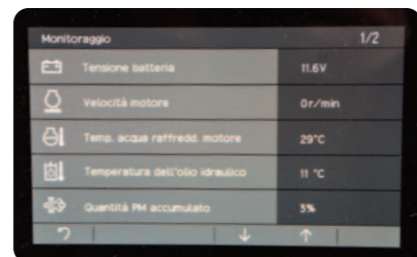 Monitoraggio 1/2
Tensione batteria 11.6V
Velocità motore 0r/min
Temp. acqua raffredd. motore 29°C
Temperatura dell'olio idraulico 11 °C
Quantità PM accumulato 3%